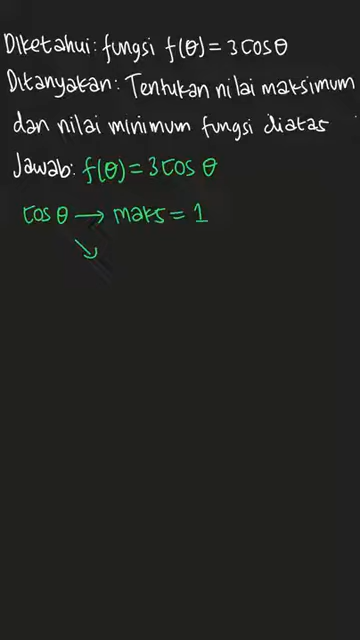 Diketahui: fungsi f(θ) = 3 cos θ
Ditanyakan: Tentukan nilai maksimum
dan nilai minimum fungsi diatas
Jawab: f(θ) = 3 cos θ
cos θ → maks = 1
↘